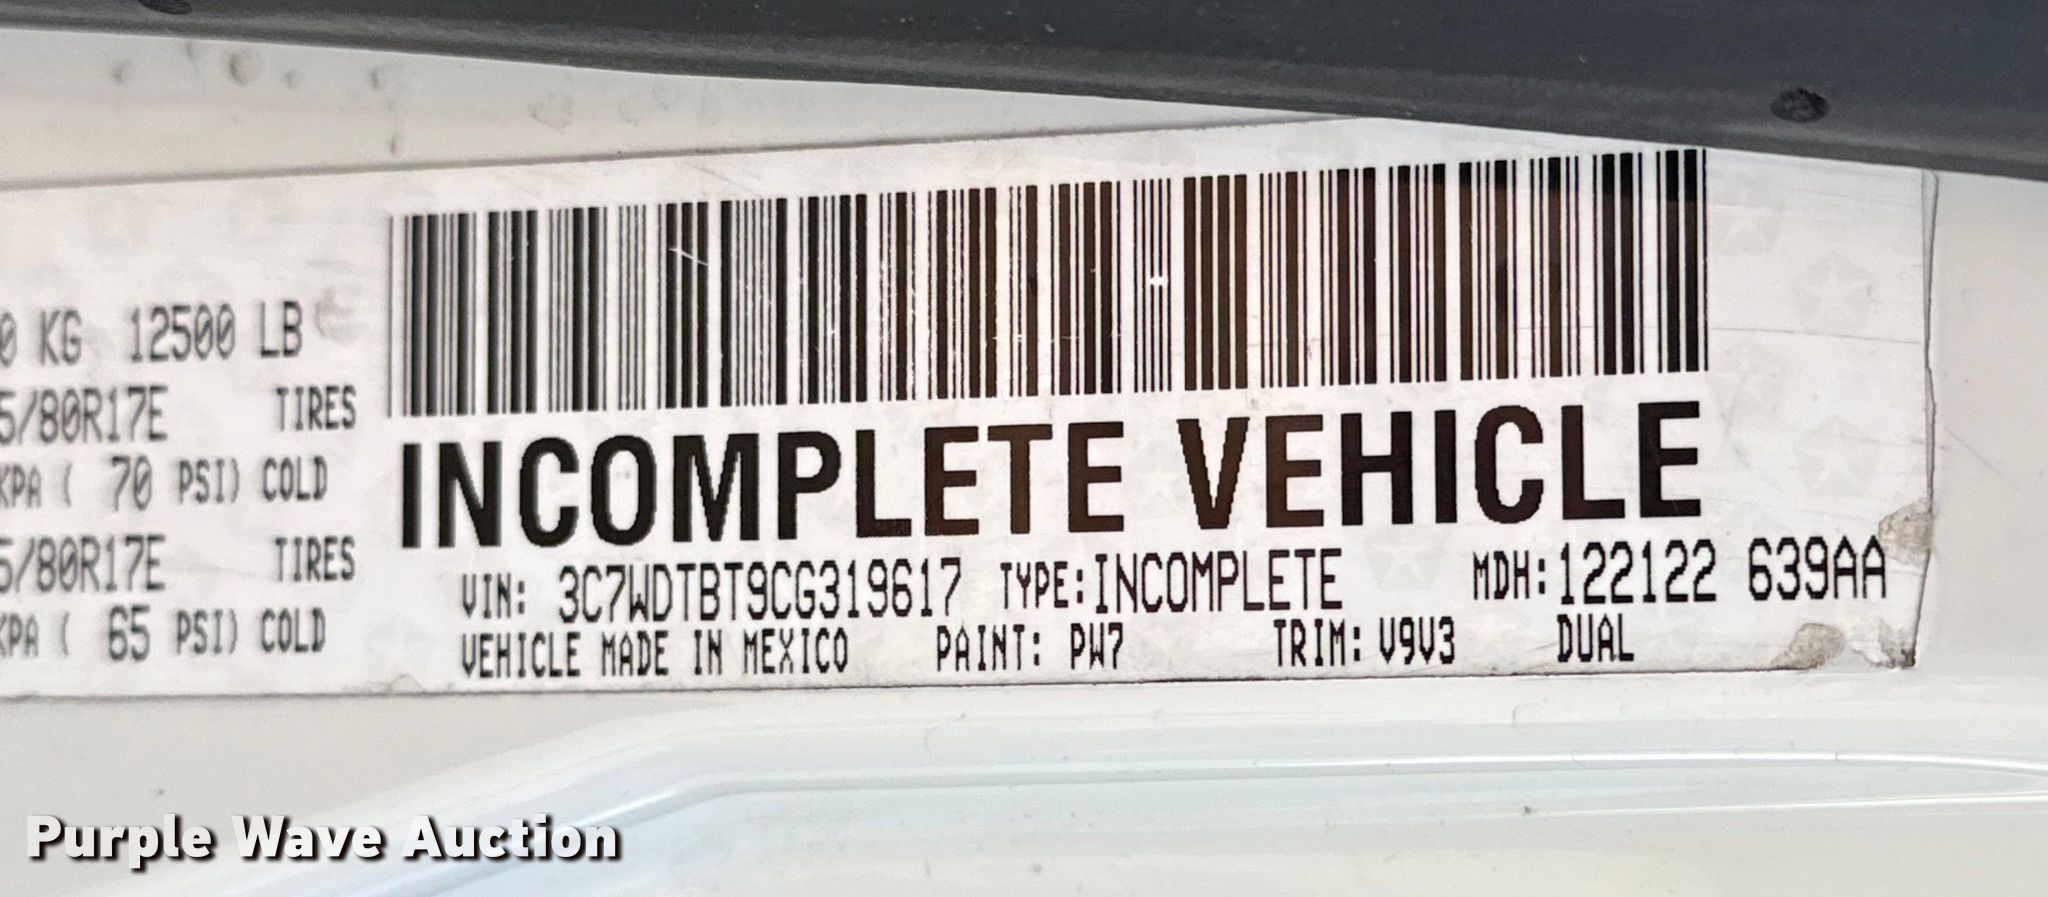 0 KG 12500 LB
5/80R17E TIRES
KPA ( 70 PSI) COLD
5/80R17E TIRES
KPA ( 65 PSI) COLD
INCOMPLETE VEHICLE
VIN: 3C7WDTBT9CG319617 TYPE:INCOMPLETE MDH:122122 639AA
VEHICLE MADE IN MEXICO PAINT: PW7 TRIM: V9V3 DUAL
Purple Wave Auction